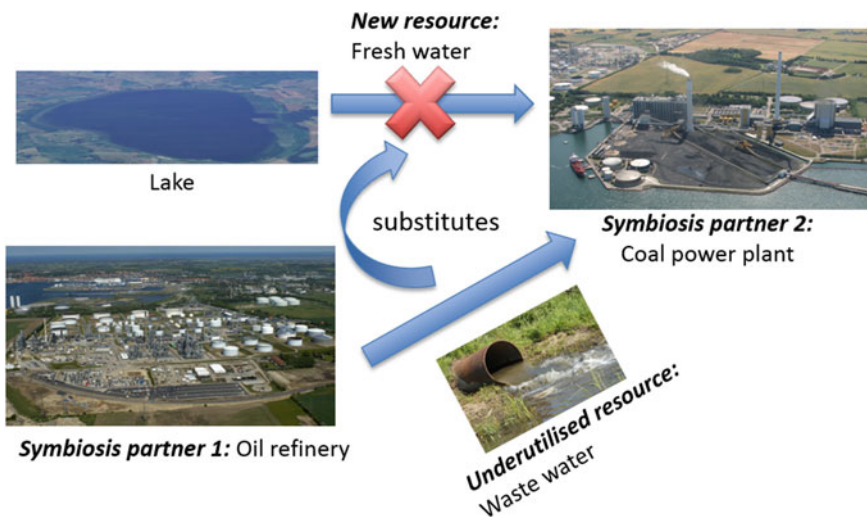 New resource:
Fresh water
Lake
substitutes
Symbiosis partner 2:
Coal power plant
Symbiosis partner 1: Oil refinery
Underutilised resource:
Waste water